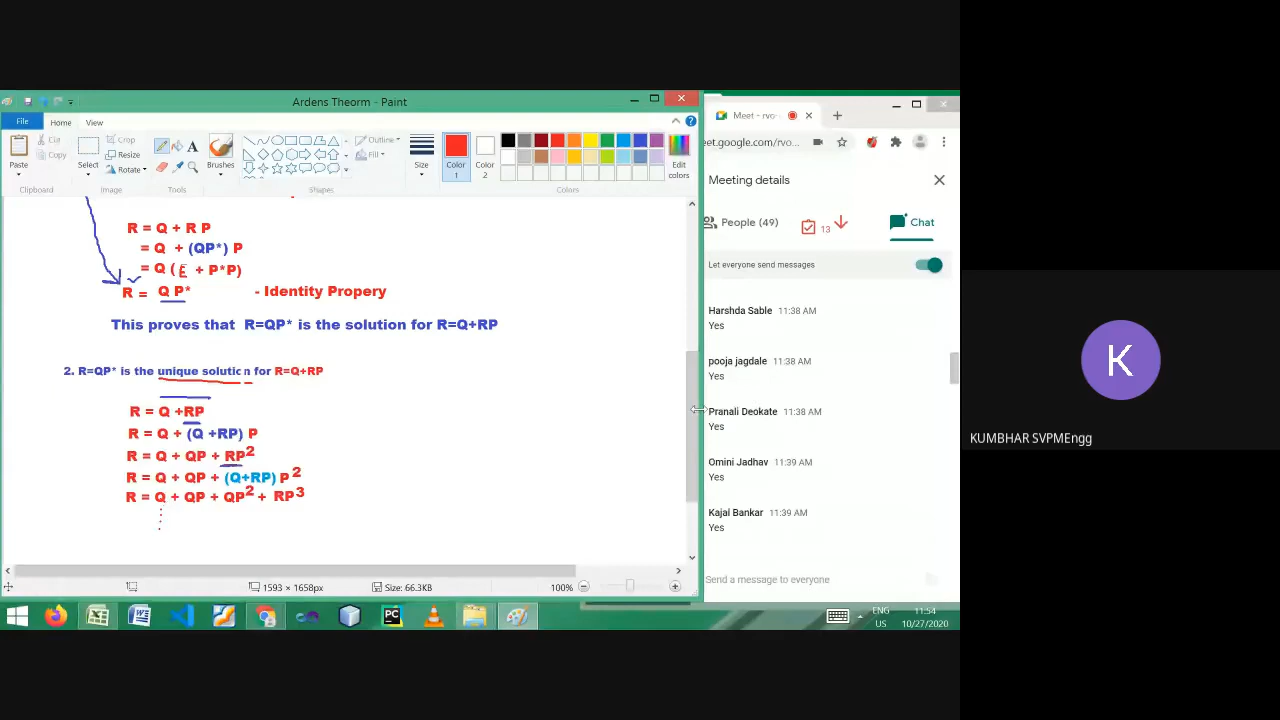 Ardens Theorm - Paint
File Home View
Paste
Cut
Copy
Clipboard
Select
Crop
Resize
Rotate
Image
A
Tools
Brushes
Shapes
Outline
Fill
Size
Color 1
Color 2
Edit colors
Colors
R = Q + R P
= Q + (QP*) P
= Q (E + P*P)
R = Q P* - Identity Propery
This proves that R=QP* is the solution for R=Q+RP
2. R=QP* is the unique solution for R=Q+RP
R = Q +RP
R = Q + (Q +RP) P
R = Q + QP + RP2
R = Q + QP + (Q+RP) P 2
R = Q + QP + QP2 + RP3
1593 × 1658px
Size: 66.3KB
100%
Meet - rvo-
eet.google.com/rvo...
Meeting details
People (49)
13
Chat
Let everyone send messages
Harshda Sable 11:38 AM
Yes
pooja jagdale 11:38 AM
Yes
Pranali Deokate 11:38 AM
Yes
Omini Jadhav 11:39 AM
Yes
Kajal Bankar 11:39 AM
Yes
Send a message to everyone
PC
ENG
US
11:54
10/27/2020
K
KUMBHAR SVPMEngg